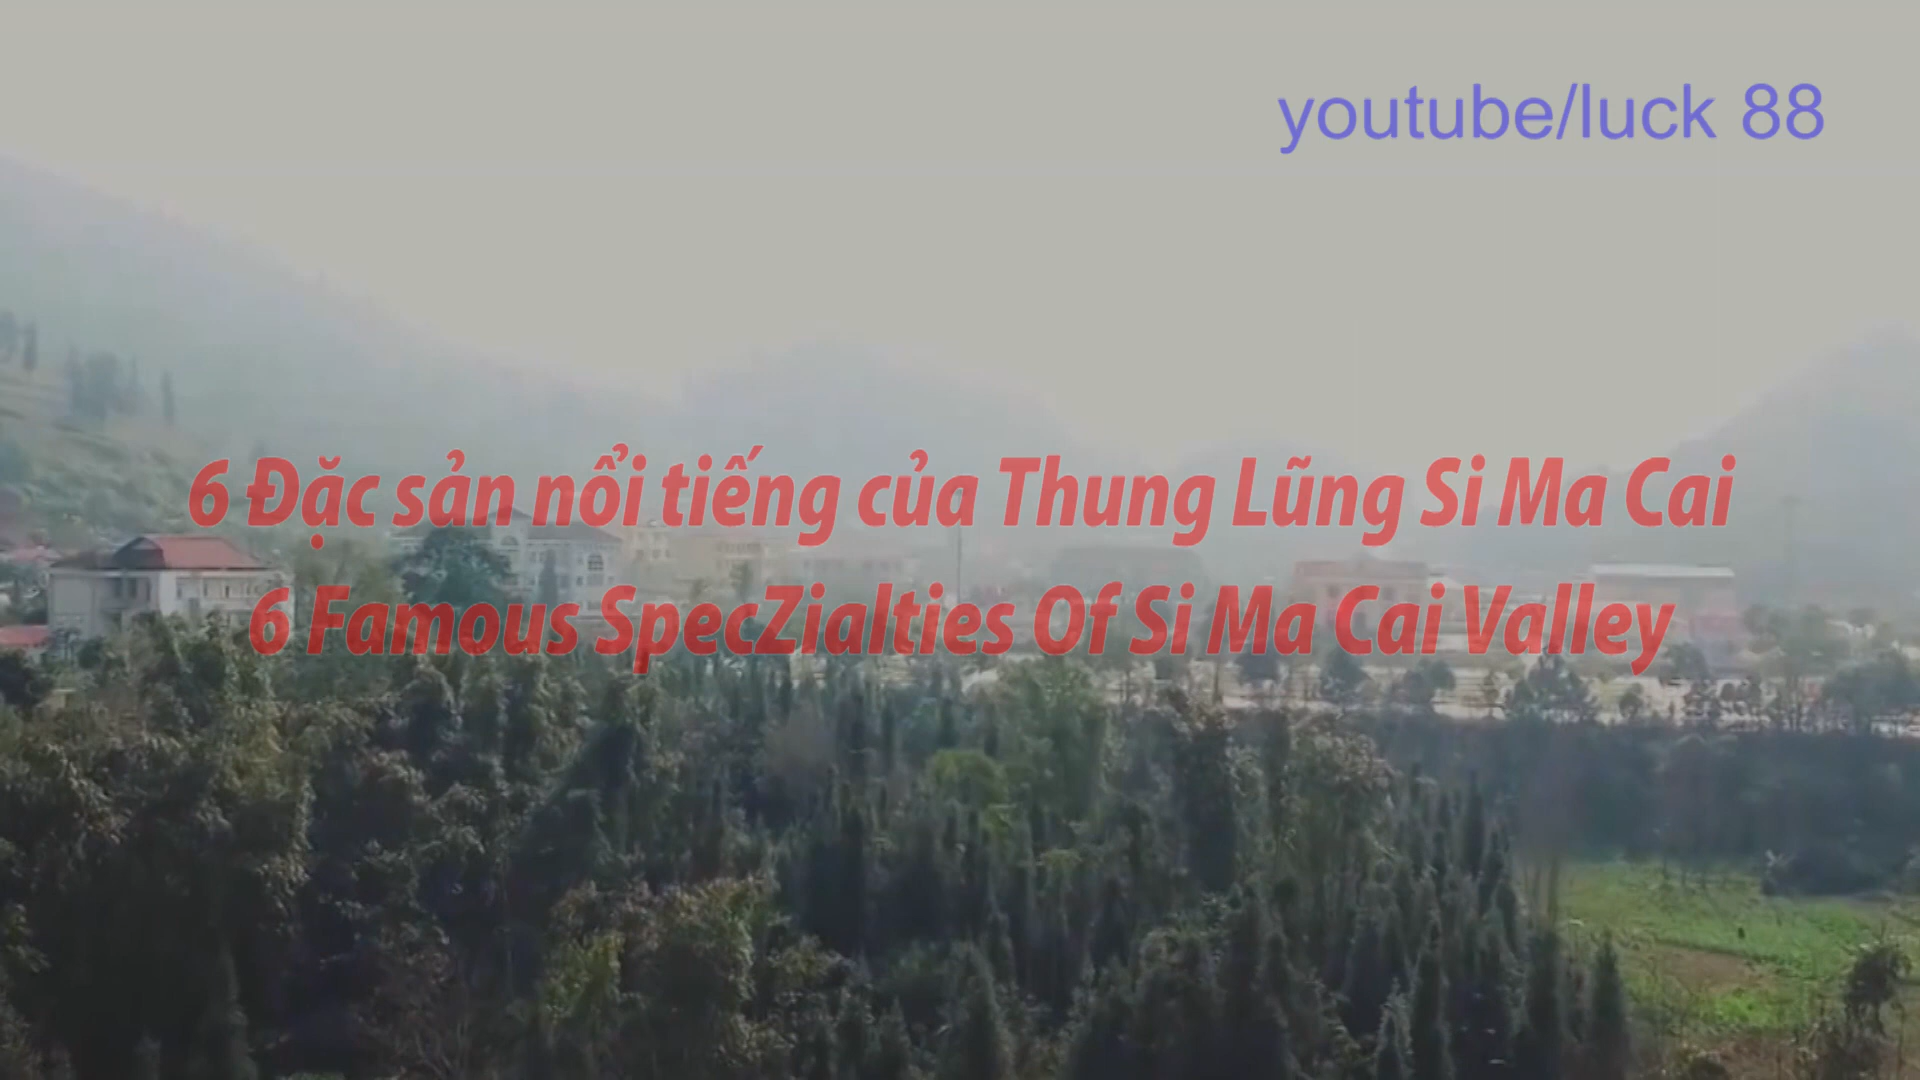 youtube/luck 88
6 Đặc sản nổi tiếng của Thung Lũng Si Ma Cai
6 Famous SpecZialties Of Si Ma Cai Valley